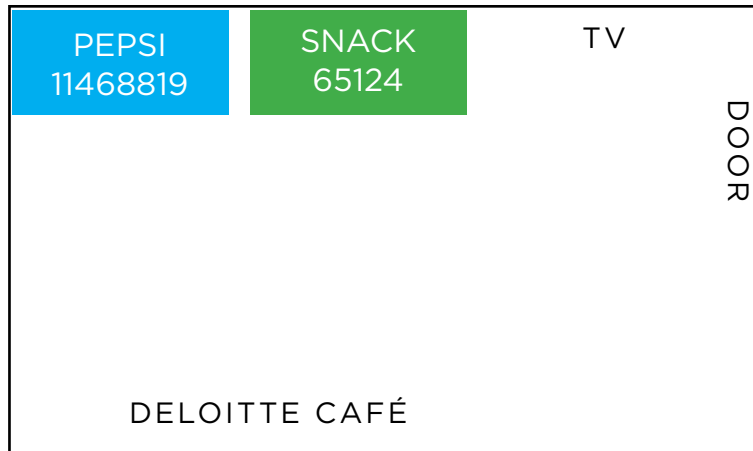 PEPSI
11468819
SNACK
65124
TV
DOOR
DELOITTE CAFÉ